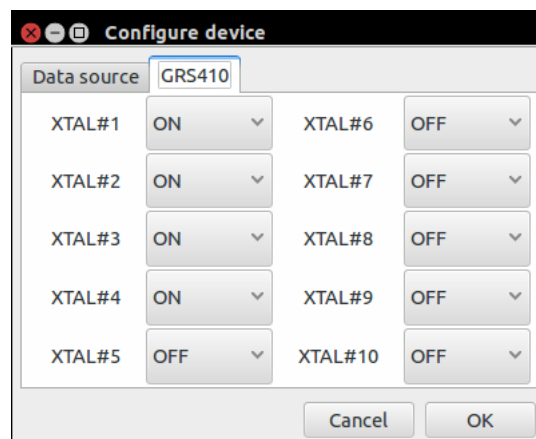 Configure device
Data source GRS410
XTAL#1 ON XTAL#6 OFF
XTAL#2 ON XTAL#7 OFF
XTAL#3 ON XTAL#8 OFF
XTAL#4 ON XTAL#9 OFF
XTAL#5 OFF XTAL#10 OFF
Cancel OK